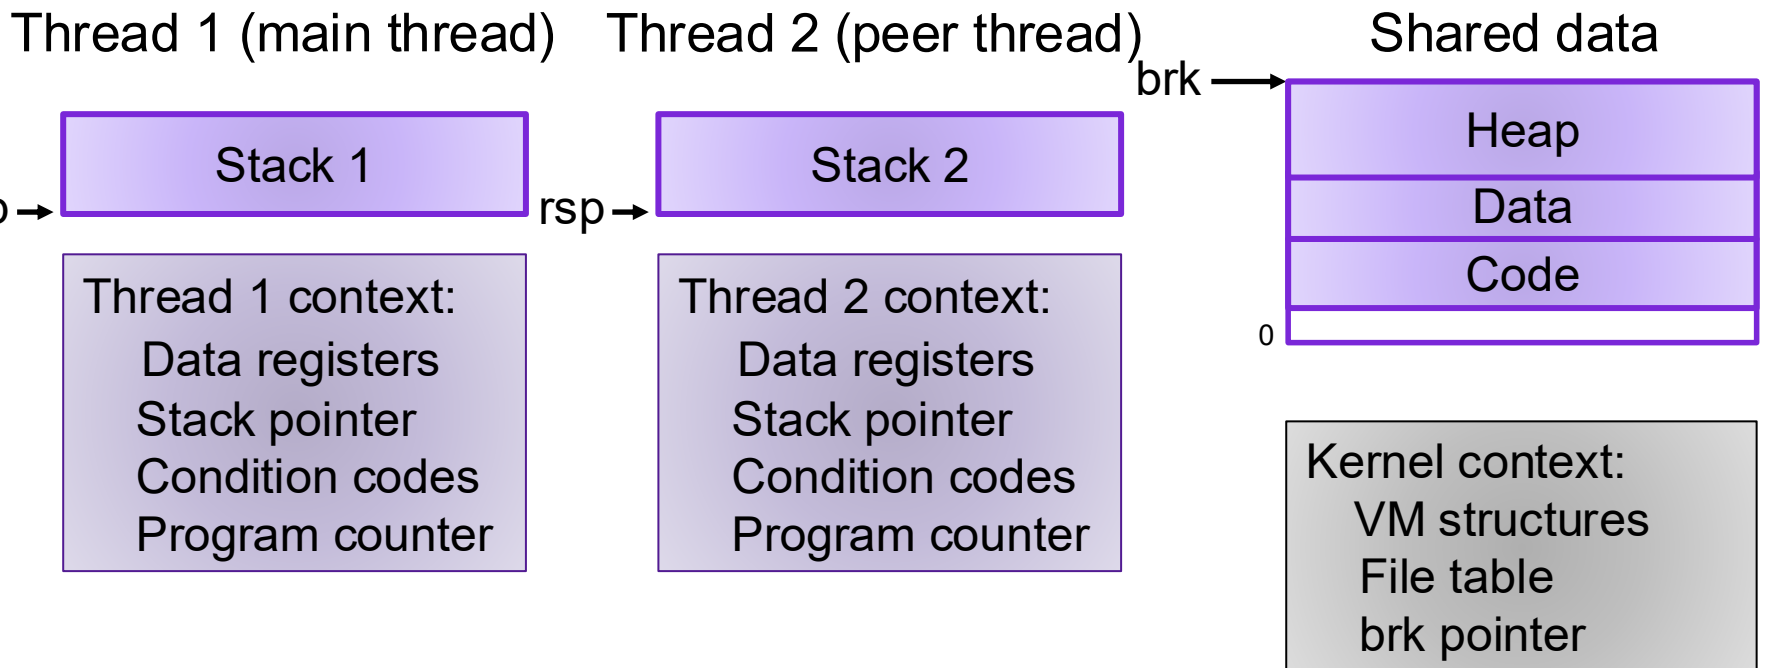 Thread 1 (main thread)
Stack 1
Thread 1 context:
Data registers
Stack pointer
Condition codes
Program counter
Thread 2 (peer thread)
rsp
Stack 2
Thread 2 context:
Data registers
Stack pointer
Condition codes
Program counter
Shared data
brk
Heap
Data
Code
0
Kernel context:
VM structures
File table
brk pointer